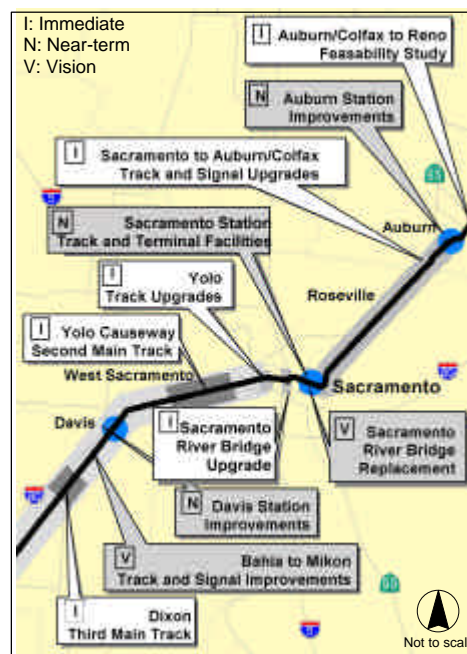 I: Immediate
N: Near-term
V: Vision
I Auburn/Colfax to Reno
Feasability Study
N Auburn Station
Improvements
I Sacramento to Auburn/Colfax
Track and Signal Upgrades
N Sacramento Station
Track and Terminal Facilities
Auburn
I Yolo
Track Upgrades
Roseville
I Yolo Causeway
Second Main Track
West Sacramento
Sacramento
Davis
I Sacramento
River Bridge
Upgrade
V Sacramento
River Bridge
Replacement
N Davis Station
Improvements
V Bahia to Mikon
Track and Signal Improvements
I Dixon
Third Main Track
Not to scal